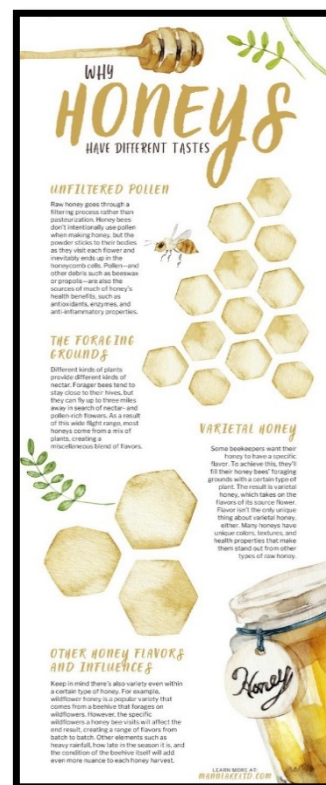 WHY
HONEYS
HAVE DIFFERENT TASTES
UNFILTERED POLLEN
Raw honey goes through a
filtering process rather than
pasteurization. Honey bees
don't intentionally use pollen
when making honey, but the
powder sticks to their bodies
as they visit each flower and
inevitably ends up in the
honeycomb cells. Pollen—and
other debris such as beeswax
or propolis—are also the
sources of much of honey's
health benefits, such as
antioxidants, enzymes, and
anti-inflammatory properties.
THE FORAGING
GROUNDS
Different kinds of plants
provide different kinds of
nectar. Forager bees tend to
stay close to their hives, but
they can fly up to three miles
away in search of nectar- and
pollen-rich flowers. As a result
of this wide flight range, most
honeys come from a mix of
plants, creating a
miscellaneous blend of flavors.
VARIETAL HONEY
Some beekeepers want their
honey to have a specific
flavor. To achieve this, they'll
fill their honey bees' foraging
grounds with a certain type of
plant. The result is varietal
honey, which takes on the
flavors of its source flower.
Flavor isn't the only unique
thing about varietal honey,
either. Many honeys have
unique colors, textures, and
health properties that make
them stand out from other
types of raw honey.
OTHER HONEY FLAVORS
AND INFLUENCES
Keep in mind there's also variety even within
a certain type of honey. For example,
wildflower honey is a popular variety that
comes from a beehive that forages on
wildflowers. However, the specific
wildflowers a honey bee visits will affect the
end result, creating a range of flavors from
batch to batch. Other elements such as
heavy rainfall, how late in the season it is, and
the condition of the beehive itself will add
even more nuance to each honey harvest.
Honey
LEARN MORE AT:
MANNLAKELTD.COM